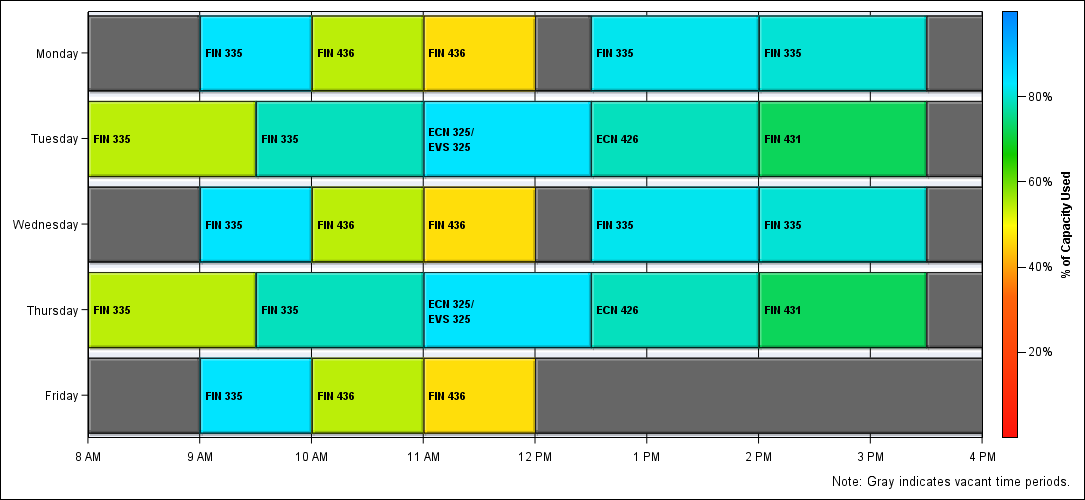 Monday
FIN 335
FIN 436
FIN 436
FIN 335
FIN 335
Tuesday
FIN 335
FIN 335
ECN 325/
EVS 325
ECN 426
FIN 431
Wednesday
FIN 335
FIN 436
FIN 436
FIN 335
FIN 335
Thursday
FIN 335
FIN 335
ECN 325/
EVS 325
ECN 426
FIN 431
Friday
FIN 335
FIN 436
FIN 436
8 AM
9 AM
10 AM
11 AM
12 PM
1 PM
2 PM
3 PM
4 PM
80%
60%
40%
20%
% of Capacity Used
Note: Gray indicates vacant time periods.